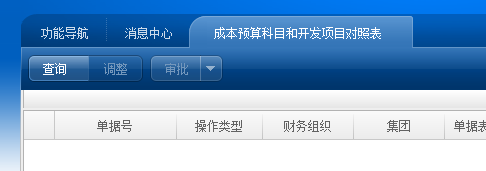 功能导航 消息中心 成本预算科目和开发项目对照表
查询 调整 审批
单据号 操作类型 财务组织 集团 单据表